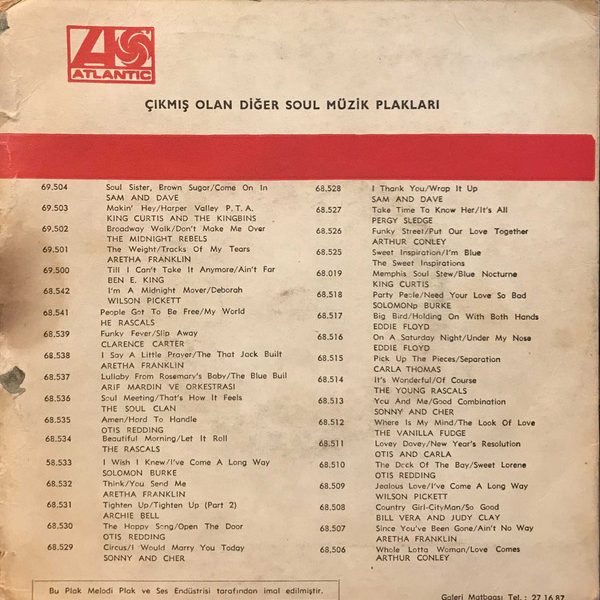 ATLANTIC
ÇIKMIŞ OLAN DİĞER SOUL MÜZİK PLAKLARI
69.504 Soul Sister, Brown Sugar/Come On In
SAM AND DAVE
69.503 Makin' Hey/Harper Valley P. T. A.
KING CURTIS AND THE KINGBINS
69.502 Broadway Walk/Don't Make Me Over
THE MIDNIGHT REBELS
69.501 The Weight/Tracks Of My Tears
ARETHA FRANKLIN
69.500 Till I Can't Take It Anymore/Ain't Far
BEN E. KING
68.542 I'm A Midnight Mover/Deborah
WILSON PICKETT
68.541 People Got To Be Free/My World
HE RASCALS
68.539 Funky Fever/Slip Away
CLARENCE CARTER
68.538 I Say A Little Prayer/The That Jack Built
ARETHA FRANKLIN
68.537 Lullaby From Rosemary's Boby/The Blue Buil
ARIF MARDIN VE ORKESTRASI
68.536 Soul Meeting/That's How It Feels
THE SOUL CLAN
68.535 Amen/Hard To Handle
OTIS REDDING
68.534 Beautiful Morning/Let It Roll
THE RASCALS
58.533 I Wish I Knew/I've Come A Long Way
SOLOMON BURKE
68.532 Think/You Send Me
ARETHA FRANKLIN
68.531 Tighten Up/Tighten Up (Part 2)
ARCHIE BELL
68.530 The Happy Song/Open The Door
OTIS REDDING
68.529 Circus/I Would Marry You Today
SONNY AND CHER
68.528 I Thank You/Wrap It Up
SAM AND DAVE
68.527 Take Time To Know Her/It's All
PERGY SLEDGE
68.526 Funky Street/Put Our Love Together
ARTHUR CONLEY
68.525 Sweet Inspiration/I'm Blue
The Sweet Inspirations
68.019 Memphis Soul Stew/Blue Nocturne
KING CURTIS
68.518 Party Peole/Need Your Love So Bad
SOLOMONp BURKE
68.517 Big Bird/Holding On With Both Hands
EDDIE FLOYD
68.516 On A Saturday Night/Under My Nose
EDDIE FLOYD
68.515 Pick Up The Pieces/Separation
CARLA THOMAS
68.514 It's Wonderful/Of Course
THE YOUNG RASCALS
68.513 You And Me/Good Combination
SONNY AND CHER
68.512 Where Is My Mind/The Look Of Love
THE VANILLA FUDGE
68.511 Lovey Dovey/New Year's Resolution
OTIS AND CARLA
68.510 The Dock Of The Bay/Sweet Lorene
OTIS REDDING
68.509 Jealous Love/I've Come A Long Way
WILSON PICKETT
68.508 Country Girl-CityMan/So Good
BILL VERA AND JUDY CLAY
68.507 Since You've Been Gone/Ain't No Way
ARETHA FRANKLIN
68.506 Whole Lotta Woman/Love Comes
ARTHUR CONLEY
Bu Plak Melodi Plak ve Ses Endüstrisi tarafından imal edilmiştir.
Galeri Matbaası Tel. : 27 16 87